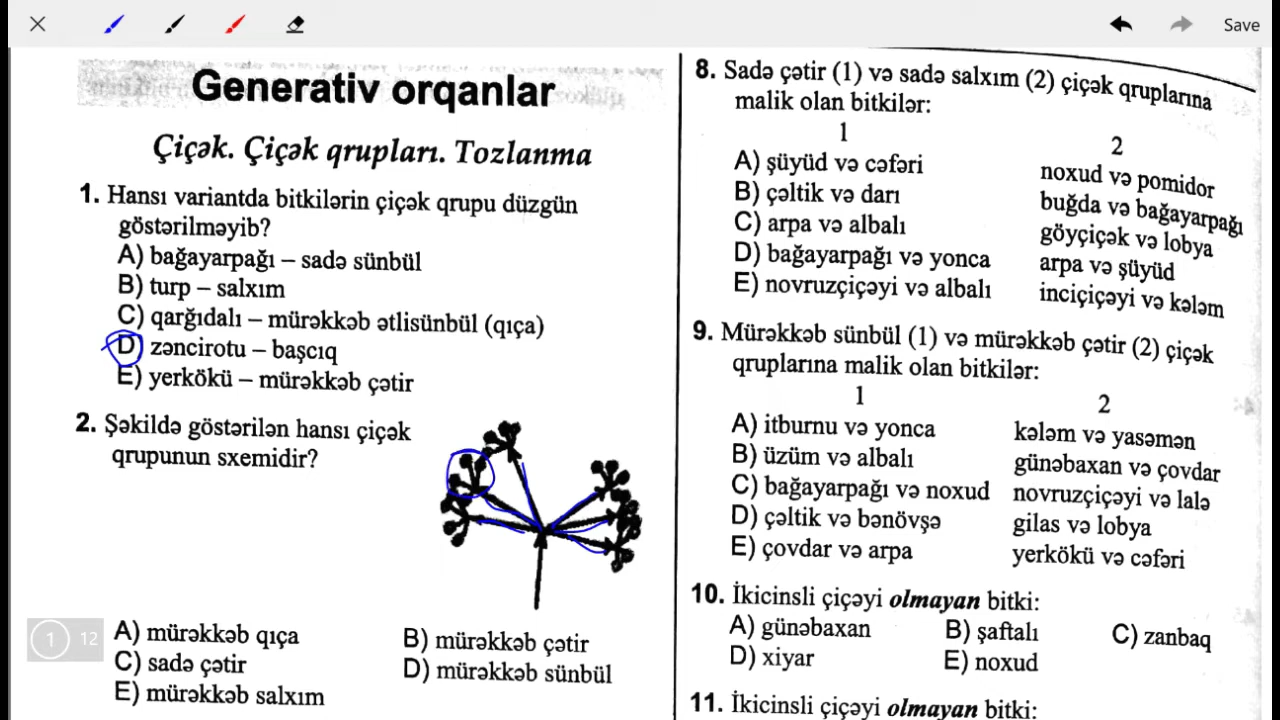 Save
Generativ orqanlar
Çiçək. Çiçək qrupları. Tozlanma
1. Hansı variantda bitkilərin çiçək qrupu düzgün
göstərilməyib?
A) bağayarpağı – sadə sünbül
B) turp – salxım
C) qarğıdalı – mürəkkəb ətlisünbül (qıça)
D) zəncirotu – başcıq
E) yerkökü – mürəkkəb çətir
2. Şəkildə göstərilən hansı çiçək
qrupunun sxemidir?
A) mürəkkəb qıça B) mürəkkəb çətir
C) sadə çətir D) mürəkkəb sünbül
E) mürəkkəb salxım
1 12
8. Sadə çətir (1) və sadə salxım (2) çiçək qruplarına
malik olan bitkilər:
1 2
A) şüyüd və cəfəri noxud və pomidor
B) çəltik və darı buğda və bağayarpağı
C) arpa və albalı göyçiçək və lobya
D) bağayarpağı və yonca arpa və şüyüd
E) novruzçiçəyi və albalı inciçiçəyi və kələm
9. Mürəkkəb sünbül (1) və mürəkkəb çətir (2) çiçək
qruplarına malik olan bitkilər:
1 2
A) itburnu və yonca kələm və yasəmən
B) üzüm və albalı günəbaxan və çovdar
C) bağayarpağı və noxud novruzçiçəyi və lalə
D) çəltik və bənövşə gilas və lobya
E) çovdar və arpa yerkökü və cəfəri
10. İkicinsli çiçəyi olmayan bitki:
A) günəbaxan B) şaftalı C) zanbaq
D) xiyar E) noxud
11. İkicinsli çiçəyi olmayan bitki: